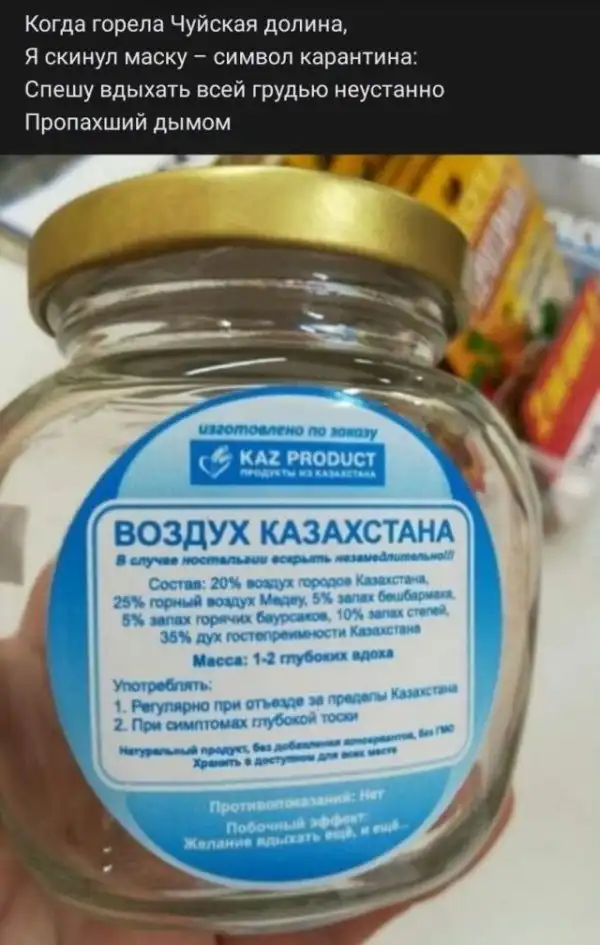 Когда горела Чуйская долина,
Я скинул маску – символ карантина:
Спешу вдыхать всей грудью неустанно
Пропахший дымом
изготовлено по заказу
KAZ PRODUCT
ПРОДУКТЫ ИЗ КАЗАХСТАНА
ВОЗДУХ КАЗАХСТАНА
В случае ностальгии вскрыть незамедлительно!!!
Состав: 20% воздух городов Казахстана,
25% горный воздух Медеу, 5% запах бешбармака,
5% запах горячих баурсаков, 10% запах степей,
35% дух гостеприимности Казахстана
Масса: 1-2 глубоких вдоха
Употреблять:
1. Регулярно при отъезде за пределы Казахстана
2. При симптомах глубокой тоски
Натуральный продукт, без добавления консервантов, без ГМО
Хранить в доступном для всех месте
Противопоказаний: Нет
Побочный эффект:
Желание вдыхать ещё, и ещё...